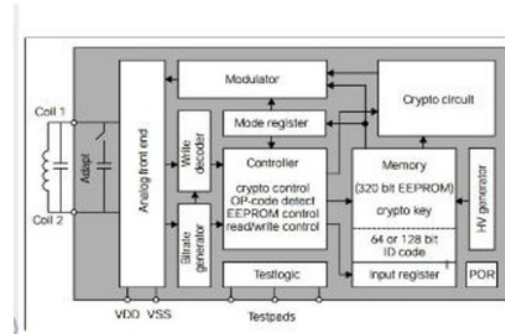 Modulator
Crypto circuit
Coil 1
Mode register
Adapt
Analog front end
Write
decoder
Controller
crypto control
OP-code detect
EEPROM control
read/write control
Memory
(320 bit EEPROM)
crypto key
HV generator
Coil 2
Bitrate
generator
64 or 128 bit
ID code
Testlogic
Input register
POR
VDD VSS
Testpads